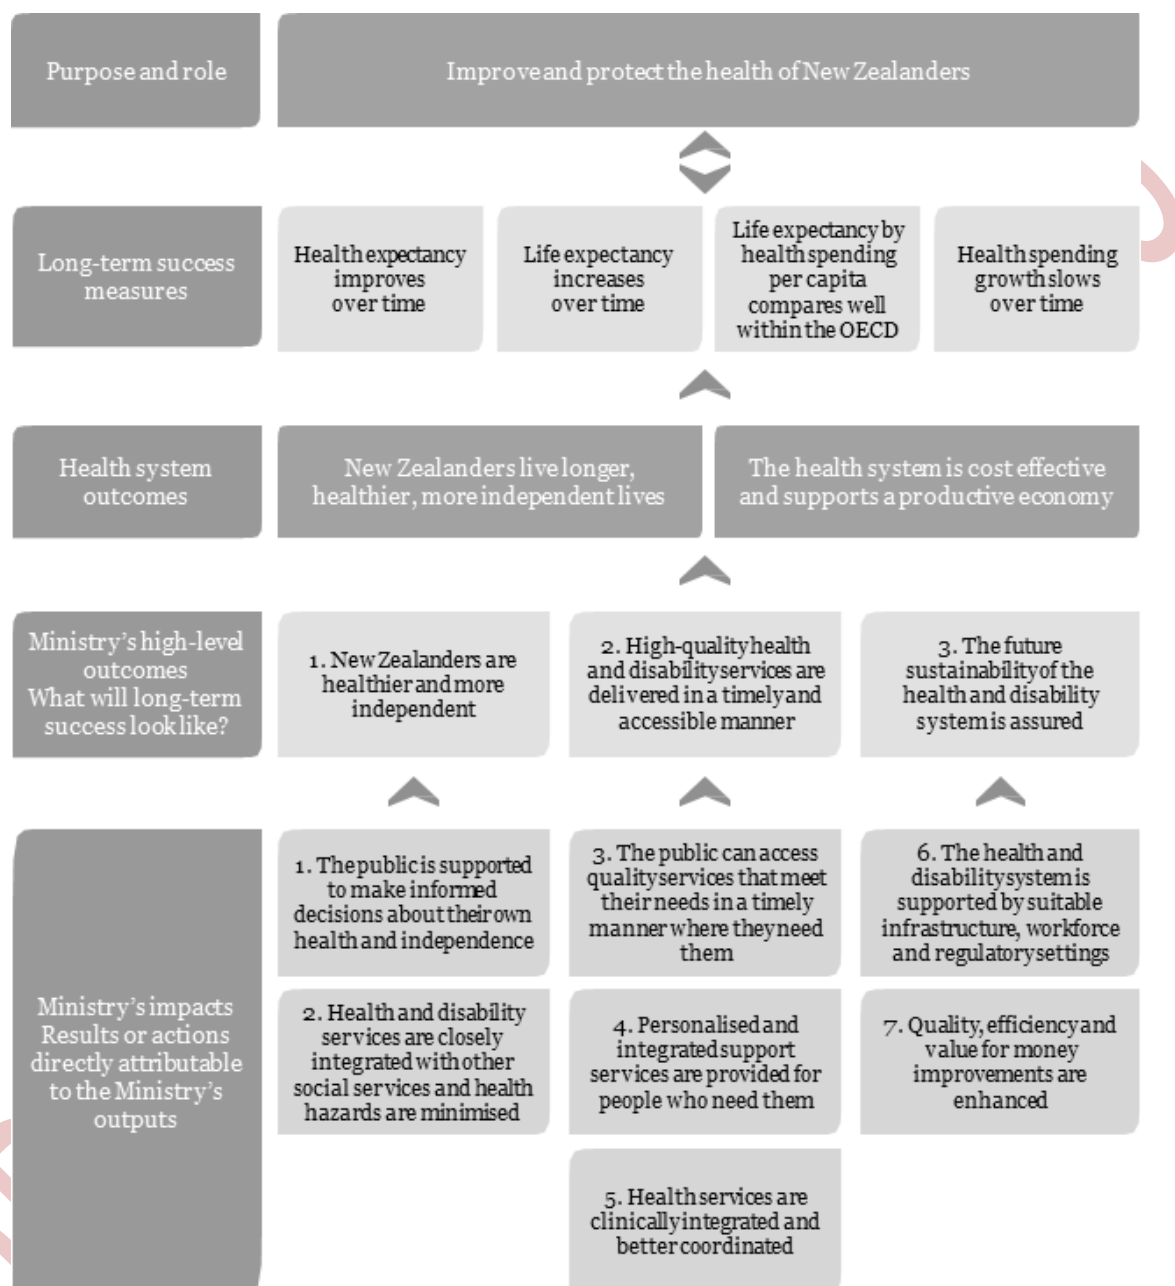 Purpose and role
Improve and protect the health of New Zealanders
Long-term success
measures
Health expectancy
improves
over time
Life expectancy
increases
over time
Life expectancy by
health spending
per capita
compares well
within the OECD
Health spending
growth slows
over time
Health system
outcomes
New Zealanders live longer,
healthier, more independent lives
The health system is cost effective
and supports a productive economy
Ministry's high-level
outcomes
What will long-term
success look like?
1. New Zealanders are
healthier and more
independent
2. High-quality health
and disability services are
delivered in a timely and
accessible manner
3. The future
sustainability of the
health and disability
system is assured
Ministry's impacts
Results or actions
directly attributable
to the Ministry's
outputs
1. The public is supported
to make informed
decisions about their own
health and independence
2. Health and disability
services are closely
integrated with other
social services and health
hazards are minimised
3. The public can access
quality services that meet
their needs in a timely
manner where they need
them
4. Personalised and
integrated support
services are provided for
people who need them
5. Health services are
clinically integrated and
better coordinated
6. The health and
disability system is
supported by suitable
infrastructure, workforce
and regulatory settings
7. Quality, efficiency and
value for money
improvements are
enhanced